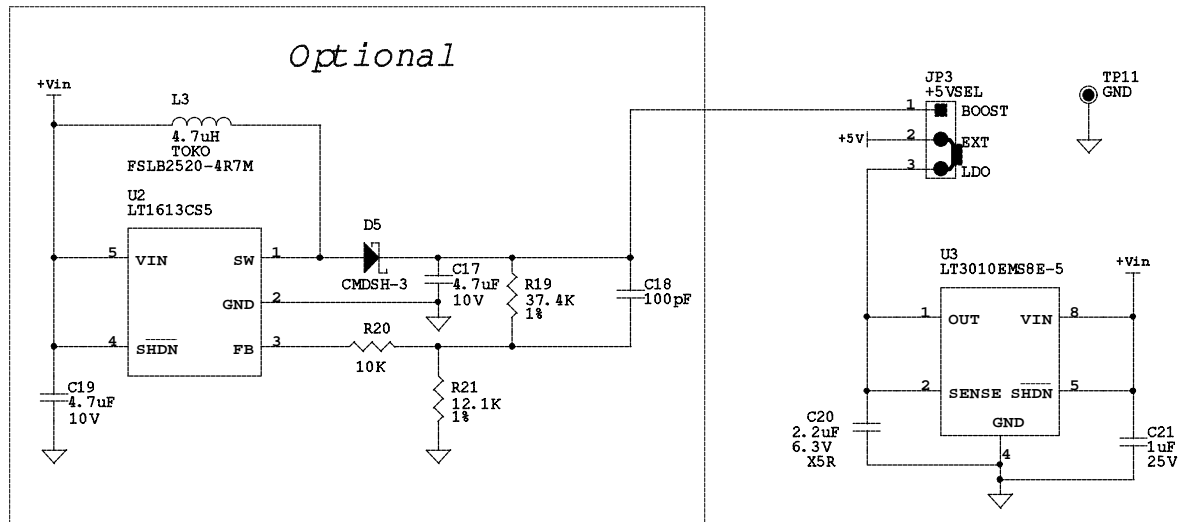 Optional
+Vin
L3
4.7uH
TOKO
FSLB2520-4R7M
U2
LT1613CS5
5
VIN
SW
1
GND
2
4
SHDN
FB
3
D5
CMDSH-3
C17
4.7uF
10V
R19
37.4K
1%
C18
100pF
R20
10K
R21
12.1K
1%
C19
4.7uF
10V
JP3
+5VSEL
1
BOOST
+5V
2
EXT
3
LDO
TP11
GND
U3
LT3010EMS8E-5
+Vin
1
OUT
VIN
8
2
SENSE
SHDN
5
GND
4
C20
2.2uF
6.3V
X5R
C21
1uF
25V